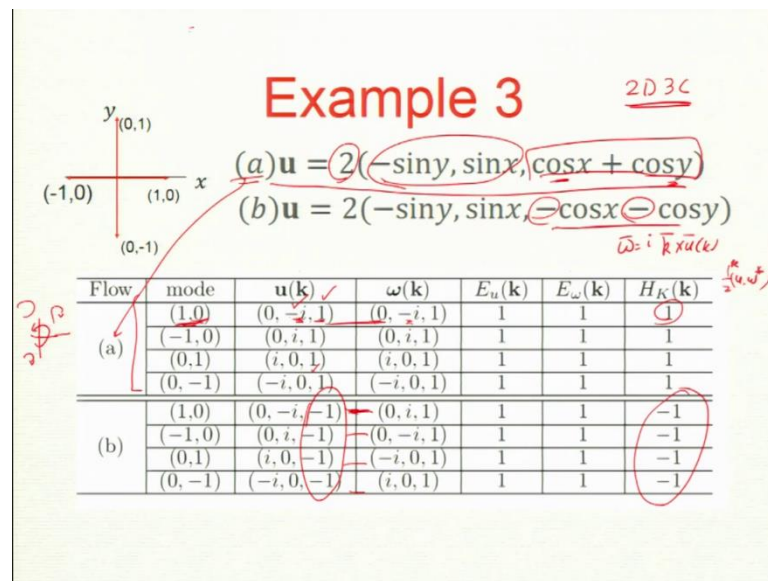 Example 3
2D3C
y
(0,1)
(-1,0)
(1,0)
x
(0,-1)
(a)u = 2(−siny, sinx, cosx + cosy)
(b)u = 2(−siny, sinx, −cosx − cosy)
ω̄ = i k̄ × ū(k)
Flow mode u(k) ω(k) E_u(k) E_ω(k) H_K(k)
(a)
(1,0) (0, −i, 1) (0, −i, 1) 1 1 1
(−1,0) (0, i, 1) (0, i, 1) 1 1 1
(0,1) (i, 0, 1) (i, 0, 1) 1 1 1
(0, −1) (−i, 0, 1) (−i, 0, 1) 1 1 1
(b)
(1,0) (0, −i, −1) (0, i, 1) 1 1 −1
(−1,0) (0, i, −1) (0, −i, 1) 1 1 −1
(0,1) (i, 0, −1) (−i, 0, 1) 1 1 −1
(0, −1) (−i, 0, −1) (i, 0, 1) 1 1 −1